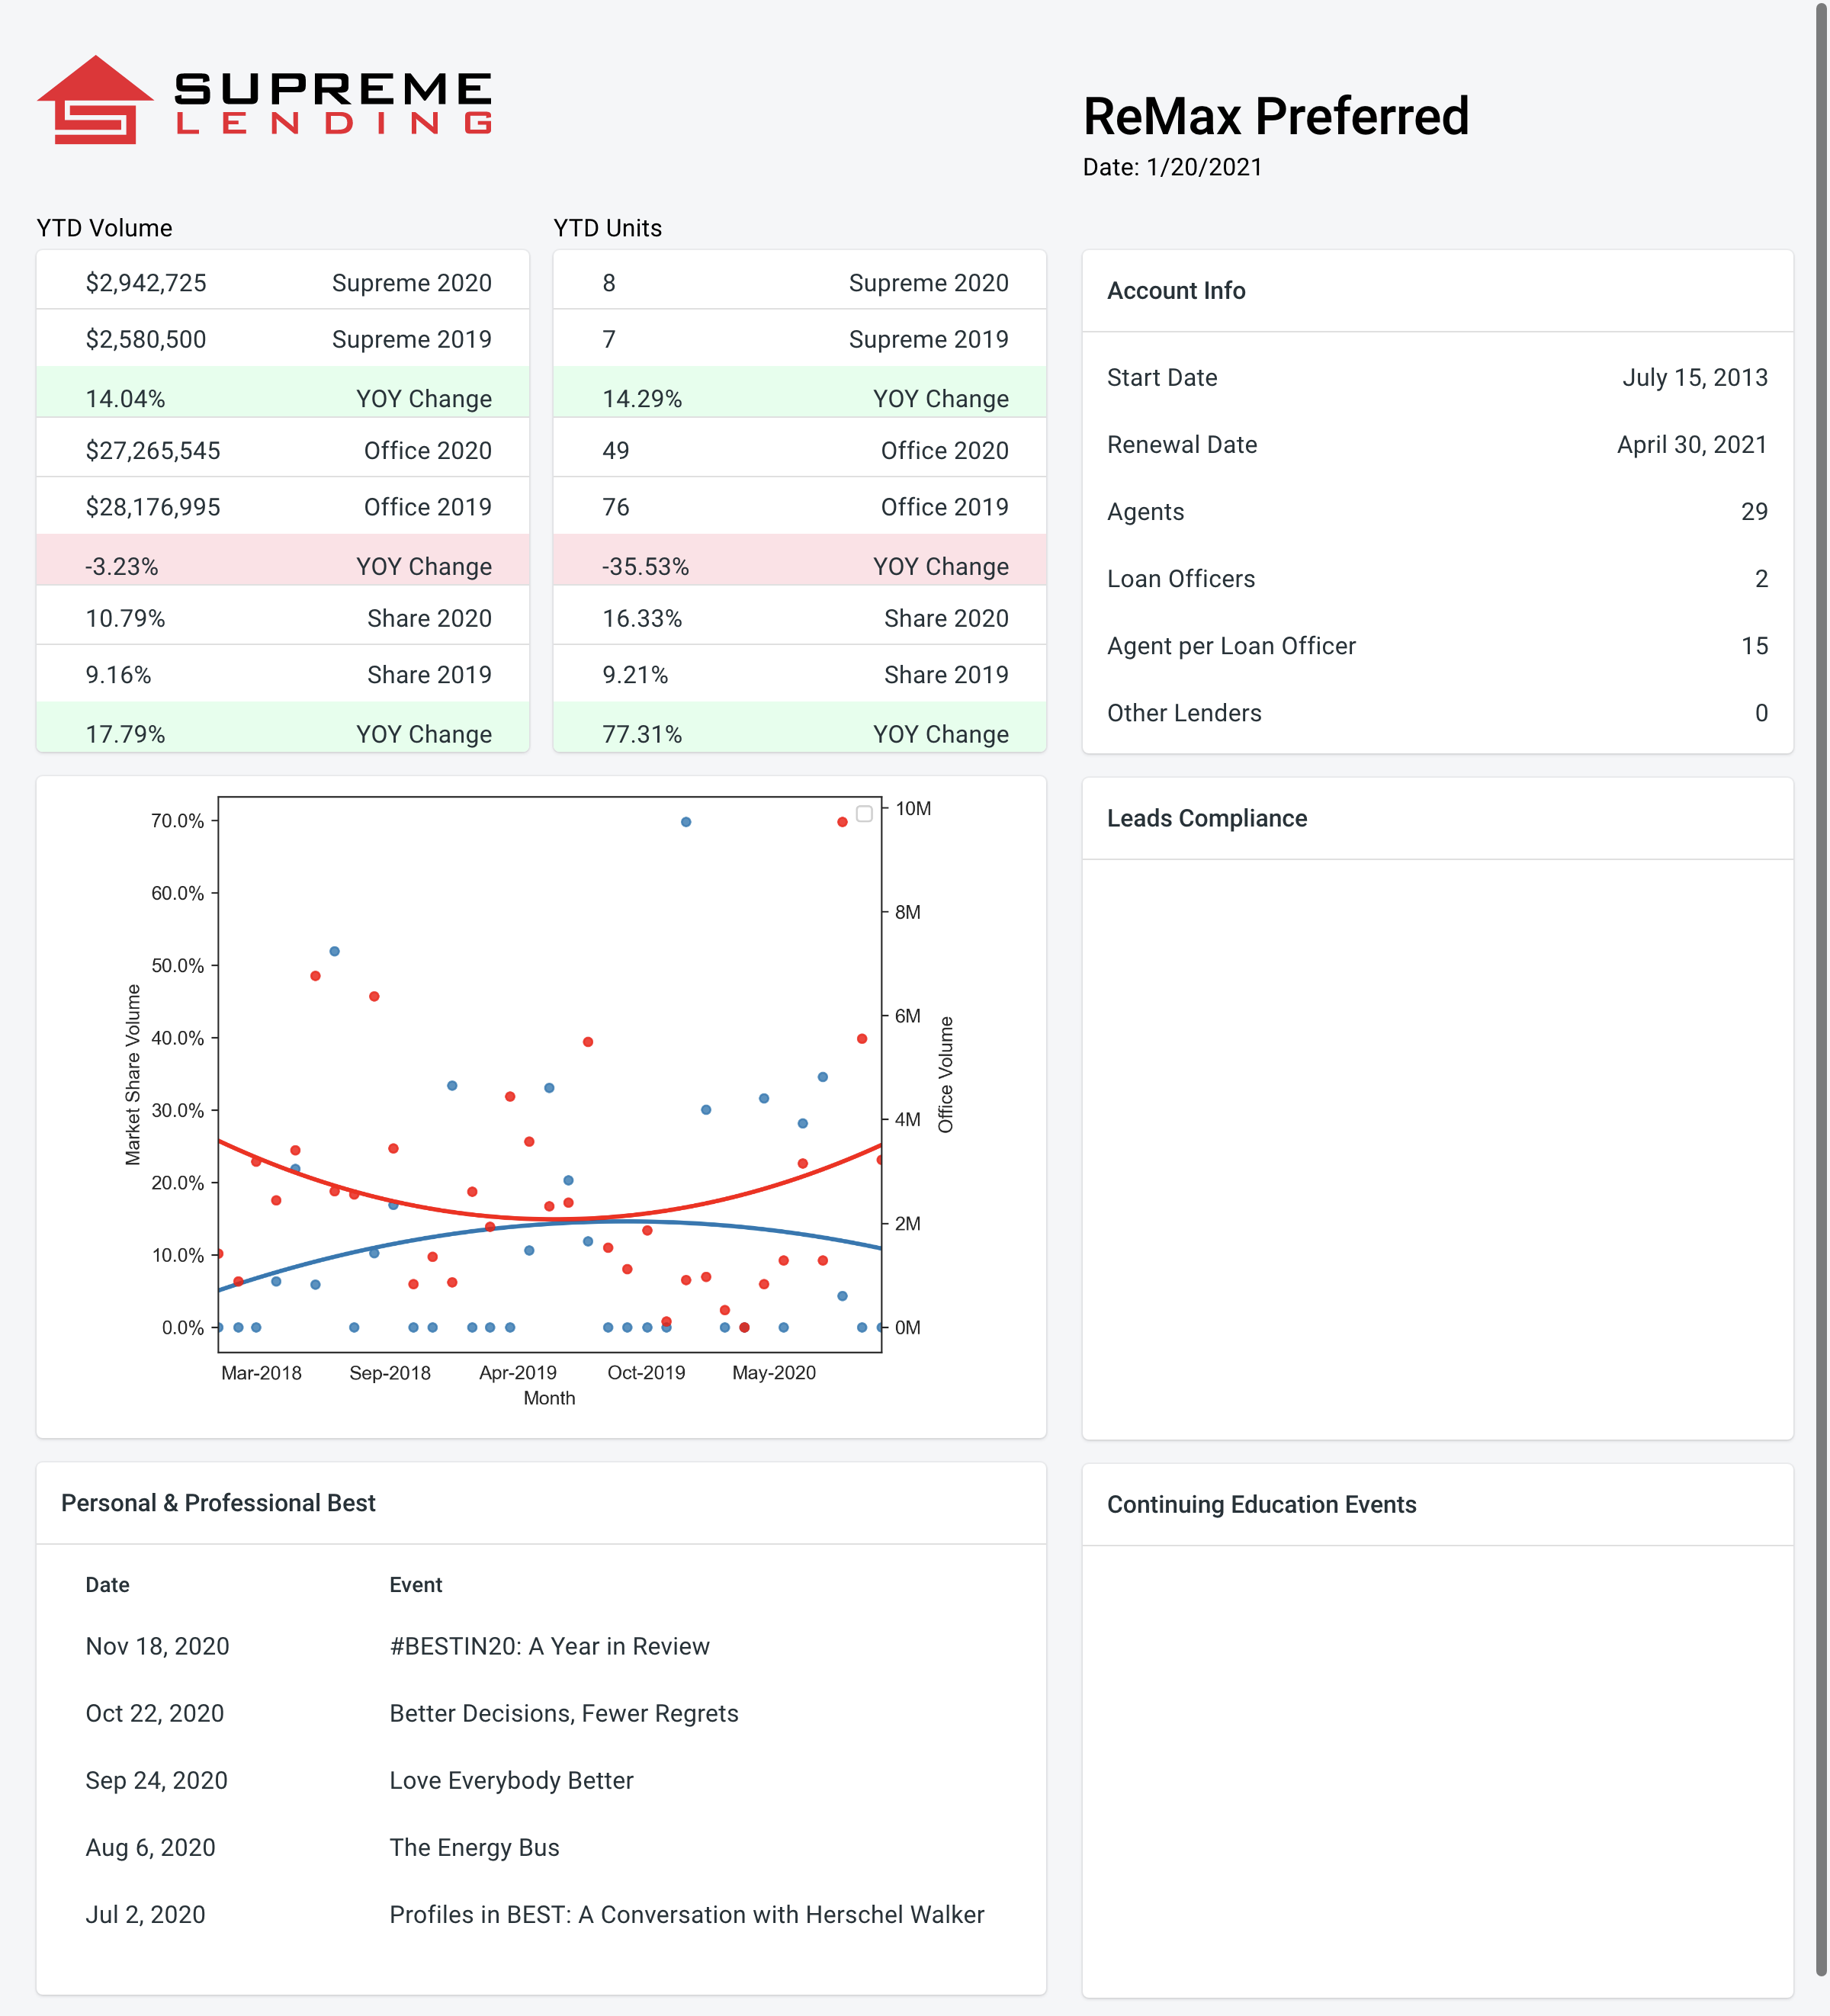 SUPREME
LENDING
ReMax Preferred
Date: 1/20/2021
YTD Volume
$2,942,725 Supreme 2020
$2,580,500 Supreme 2019
14.04% YOY Change
$27,265,545 Office 2020
$28,176,995 Office 2019
-3.23% YOY Change
10.79% Share 2020
9.16% Share 2019
17.79% YOY Change
YTD Units
8 Supreme 2020
7 Supreme 2019
14.29% YOY Change
49 Office 2020
76 Office 2019
-35.53% YOY Change
16.33% Share 2020
9.21% Share 2019
77.31% YOY Change
Account Info
Start Date July 15, 2013
Renewal Date April 30, 2021
Agents 29
Loan Officers 2
Agent per Loan Officer 15
Other Lenders 0
Market Share Volume
70.0%
60.0%
50.0%
40.0%
30.0%
20.0%
10.0%
0.0%
10M
8M
6M
4M
2M
0M
Office Volume
Mar-2018 Sep-2018 Apr-2019 Oct-2019 May-2020
Month
Leads Compliance
Personal & Professional Best
Date Event
Nov 18, 2020 #BESTIN20: A Year in Review
Oct 22, 2020 Better Decisions, Fewer Regrets
Sep 24, 2020 Love Everybody Better
Aug 6, 2020 The Energy Bus
Jul 2, 2020 Profiles in BEST: A Conversation with Herschel Walker
Continuing Education Events